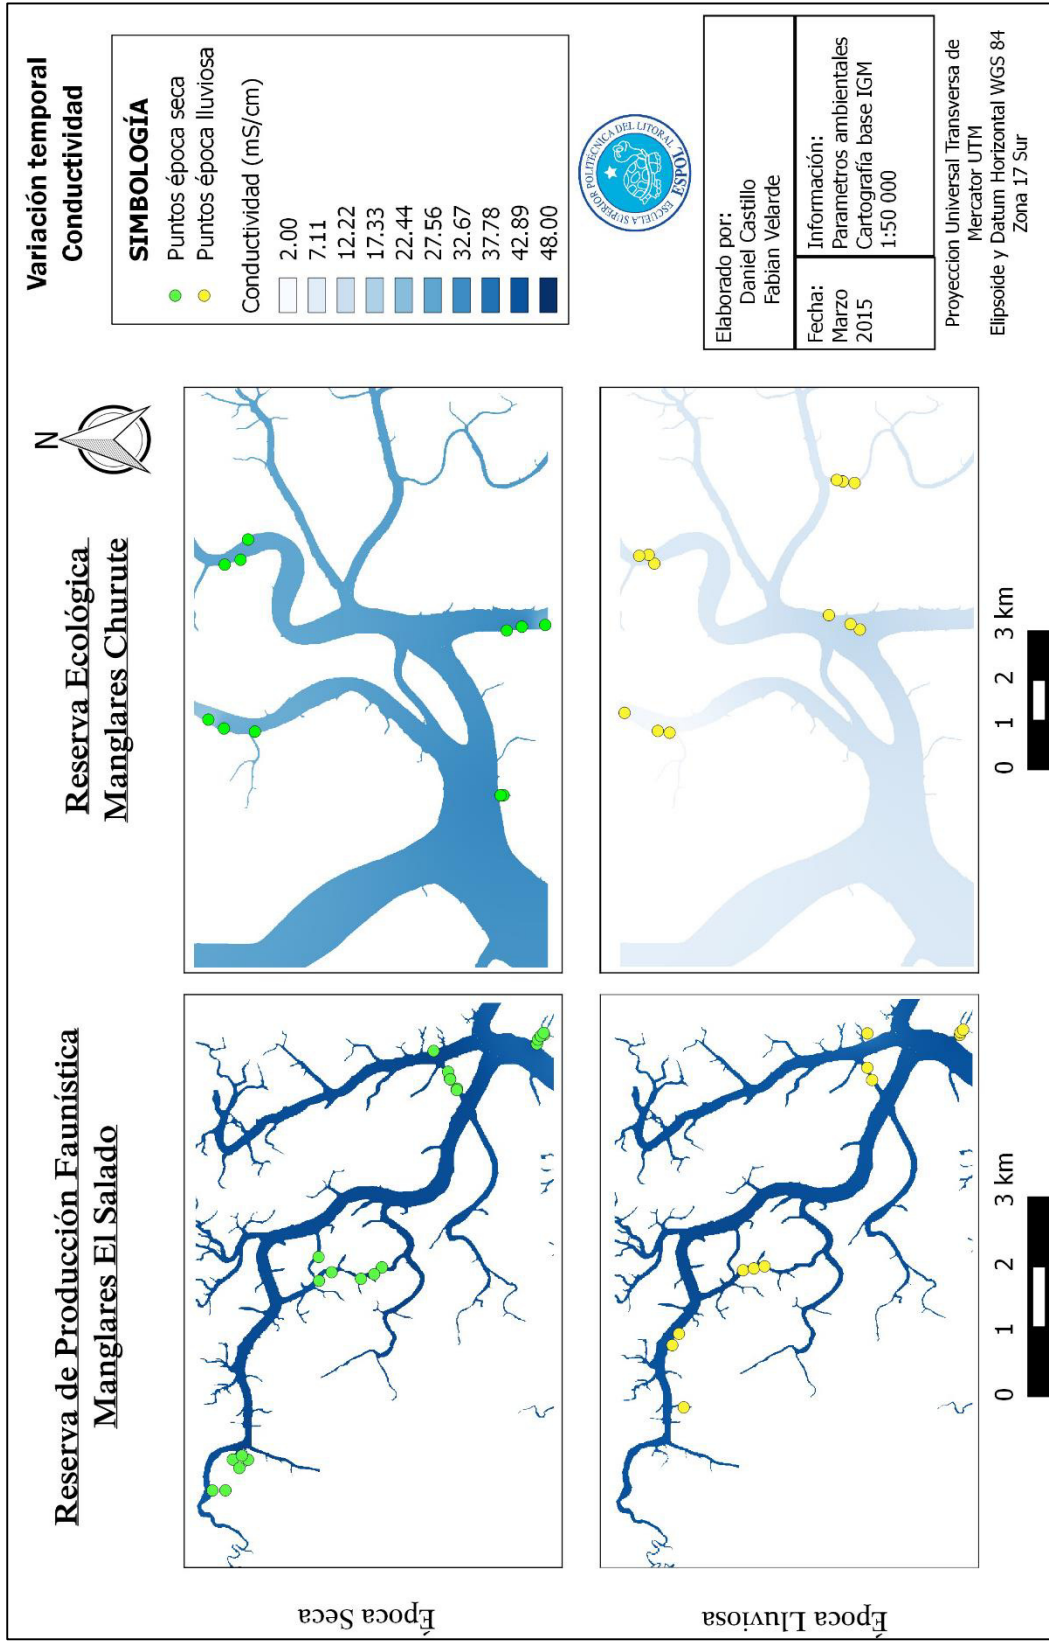 Reserva de Producción Faunística
Manglares El Salado
Reserva Ecológica
Manglares Churute
N
Variación temporal
Conductividad
SIMBOLOGÍA
Puntos época seca
Puntos época lluviosa
Conductividad (mS/cm)
2.00
7.11
12.22
17.33
22.44
27.56
32.67
37.78
42.89
48.00
Época Seca
Época Lluviosa
0 1 2 3 km
0 1 2 3 km
ESCUELA SUPERIOR POLITÉCNICA DEL LITORAL
ESPOL
Elaborado por:
Daniel Castillo
Fabian Velarde
Fecha:
Marzo
2015
Información:
Parametros ambientales
Cartografía base IGM
1:50 000
Proyeccion Universal Transversa de
Mercator UTM
Elipsoide y Datum Horizontal WGS 84
Zona 17 Sur